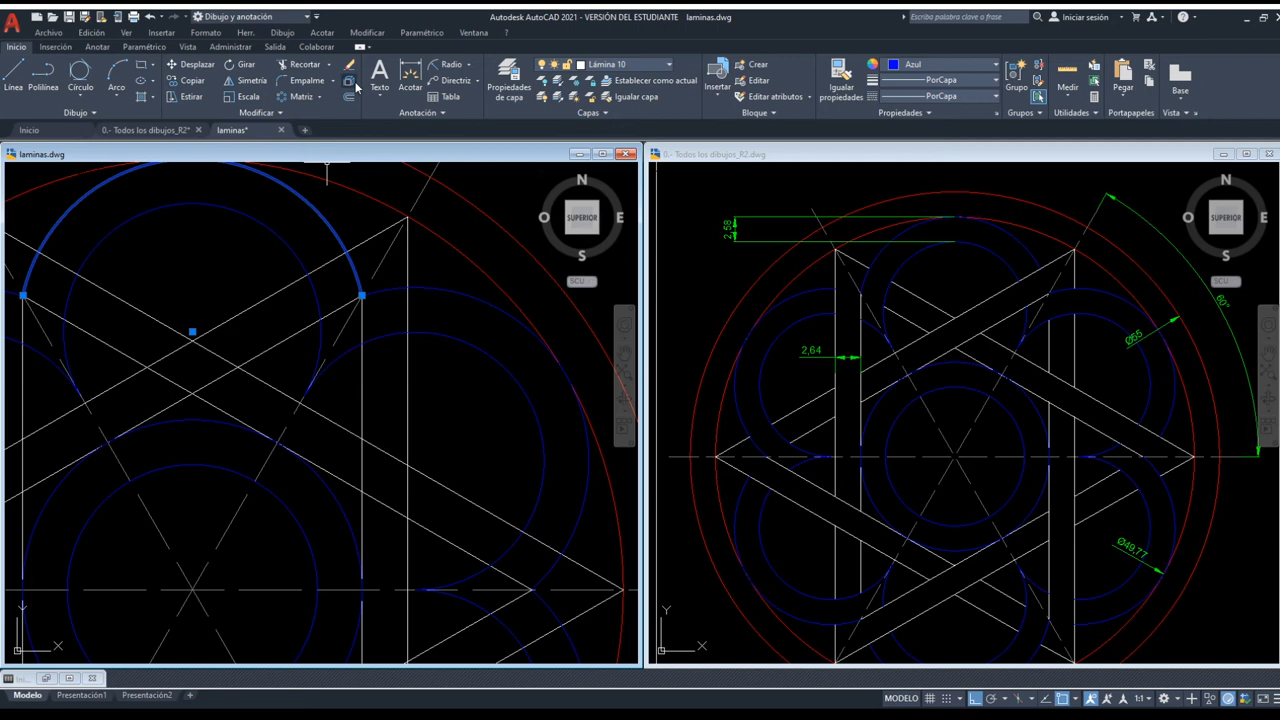 Dibujo y anotación
Autodesk AutoCAD 2021 - VERSIÓN DEL ESTUDIANTE laminas.dwg
Escriba palabra clave o frase
Iniciar sesión
Archivo Edición Ver Insertar Formato Herr. Dibujo Acotar Modificar Paramétrico Ventana ?
Inicio Inserción Anotar Paramétrico Vista Administrar Salida Colaborar
Desplazar Girar Recortar Radio Lámina 10 Crear Azul
Línea Polilínea Círculo Arco Copiar Simetría Empalme Texto Acotar Directriz Propiedades de capa Establecer como actual Insertar Editar Igualar propiedades PorCapa Grupo Medir Pegar Base
Estirar Escala Matriz Tabla Igualar capa Editar atributos PorCapa
Dibujo Modificar Anotación Capas Bloque Propiedades Grupos Utilidades Portapapeles Vista
Inicio 0.- Todos los dibujos_R2* laminas*
laminas.dwg
0.- Todos los dibujos_R2.dwg
N
O SUPERIOR E
S
SCU
N
O SUPERIOR E
S
SCU
2,58
60°
Ø55
2,64
Ø49,77
Y
X
Y
X
Ini...
Modelo Presentación1 Presentación2 +
MODELO
1:1